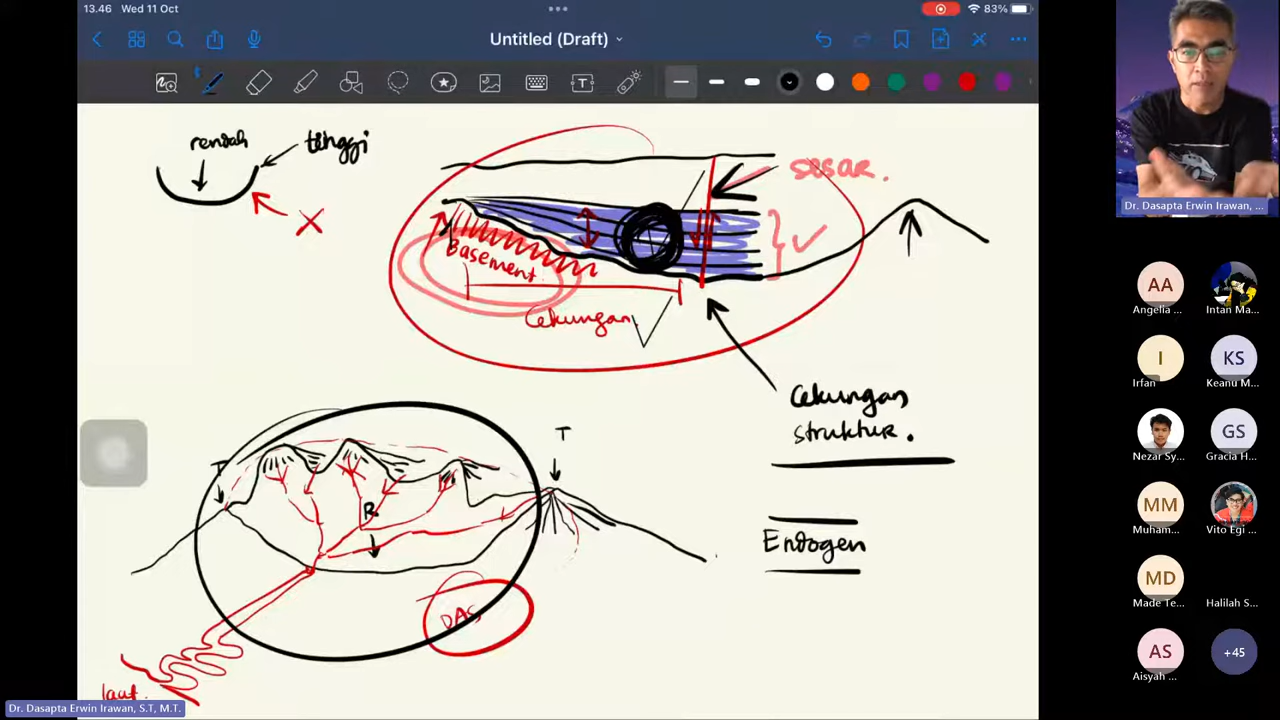 13.46 Wed 11 Oct
83%
Untitled (Draft)
T
rendah
tinggi
X
sesar.
Basement
Cekungan
Cekungan
struktur.
Endogen
T
R
DAS
laut.
Dr. Dasapta Erwin Irawan, S.T, M.T.
Dr. Dasapta Erwin Irawan, ...
AA
Angelia ...
Intan Ma...
I
Irfan
KS
Keanu M...
Nezar Sy...
GS
Gracia H...
MM
Muham...
Vito Egi ...
MD
Made Te...
Halilah S...
AS
Aisyah ...
+45